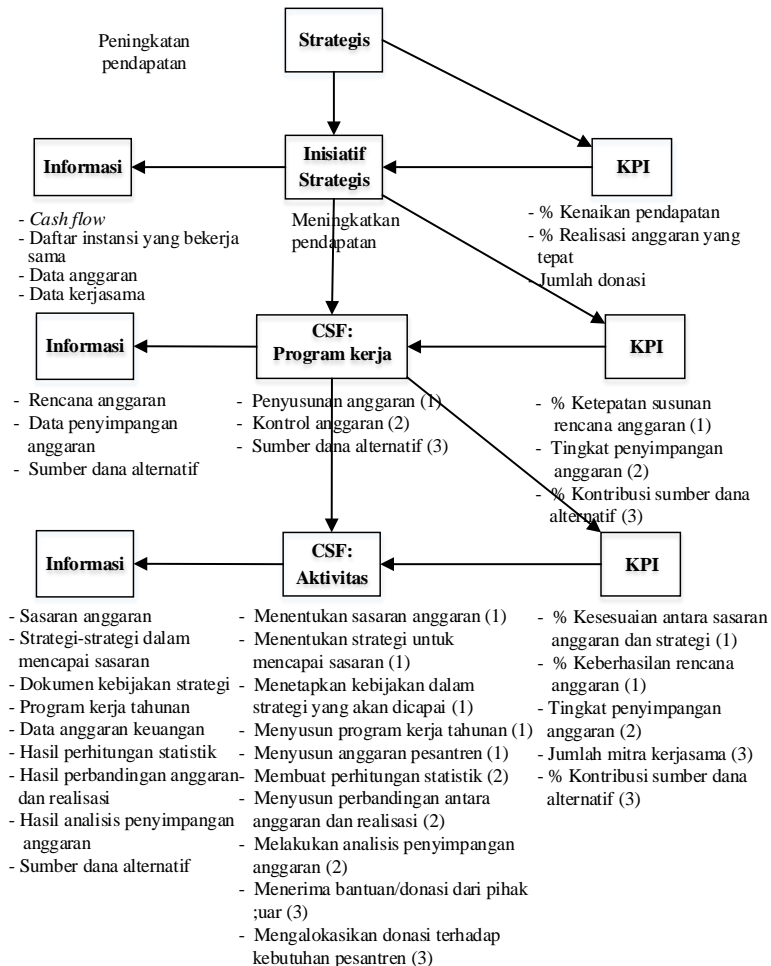 Peningkatan
pendapatan
Strategis
Informasi
Inisiatif
Strategis
KPI
- Cash flow
- Daftar instansi yang bekerja
sama
- Data anggaran
- Data kerjasama
Meningkatkan
pendapatan
- % Kenaikan pendapatan
- % Realisasi anggaran yang
tepat
- Jumlah donasi
Informasi
CSF:
Program kerja
KPI
- Rencana anggaran
- Data penyimpangan
anggaran
- Sumber dana alternatif
- Penyusunan anggaran (1)
- Kontrol anggaran (2)
- Sumber dana alternatif (3)
- % Ketepatan susunan
rencana anggaran (1)
- Tingkat penyimpangan
anggaran (2)
- % Kontribusi sumber dana
alternatif (3)
Informasi
CSF:
Aktivitas
KPI
- Sasaran anggaran
- Strategi-strategi dalam
mencapai sasaran
- Dokumen kebijakan strategi
- Program kerja tahunan
- Data anggaran keuangan
- Hasil perhitungan statistik
- Hasil perbandingan anggaran
dan realisasi
- Hasil analisis penyimpangan
anggaran
- Sumber dana alternatif
- Menentukan sasaran anggaran (1)
- Menentukan strategi untuk
mencapai sasaran (1)
- Menetapkan kebijakan dalam
strategi yang akan dicapai (1)
- Menyusun program kerja tahunan (1)
- Menyusun anggaran pesantren (1)
- Membuat perhitungan statistik (2)
- Menyusun perbandingan antara
anggaran dan realisasi (2)
- Melakukan analisis penyimpangan
anggaran (2)
- Menerima bantuan/donasi dari pihak
;uar (3)
- Mengalokasikan donasi terhadap
kebutuhan pesantren (3)
- % Kesesuaian antara sasaran
anggaran dan strategi (1)
- % Keberhasilan rencana
anggaran (1)
- Tingkat penyimpangan
anggaran (2)
- Jumlah mitra kerjasama (3)
- % Kontribusi sumber dana
alternatif (3)